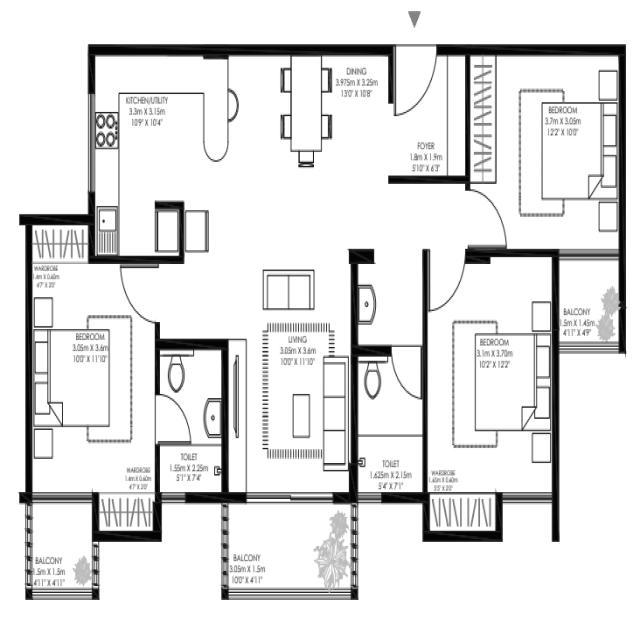 DINING
3.975m X 3.25m
13'0" X 10'8"
KITCHEN/UTILITY
3.3m X 3.15m
10'9" X 10'4"
BEDROOM
3.7m X 3.05m
12'2" X 10'0"
FOYER
1.8m X 1.9m
5'10" X 6'3"
WARDROBE
1.4m X 0.60m
4'7" X 2'0"
BALCONY
1.5m X 1.45m
4'11" X 4'9"
BEDROOM
3.05m X 3.6m
10'0" X 11'10"
LIVING
3.05m X 3.6m
10'0" X 11'10"
BEDROOM
3.1m X 3.70m
10'2" X 12'2"
TOILET
1.55m X 2.25m
5'1" X 7'4"
TOILET
1.625m X 2.15m
5'4" X 7'1"
WARDROBE
1.4m X 0.60m
4'7" X 2'0"
WARDROBE
1.65m X 0.60m
5'5" X 2'0"
BALCONY
1.5m X 1.5m
4'11" X 4'11"
BALCONY
3.05m X 1.5m
10'0" X 4'11"